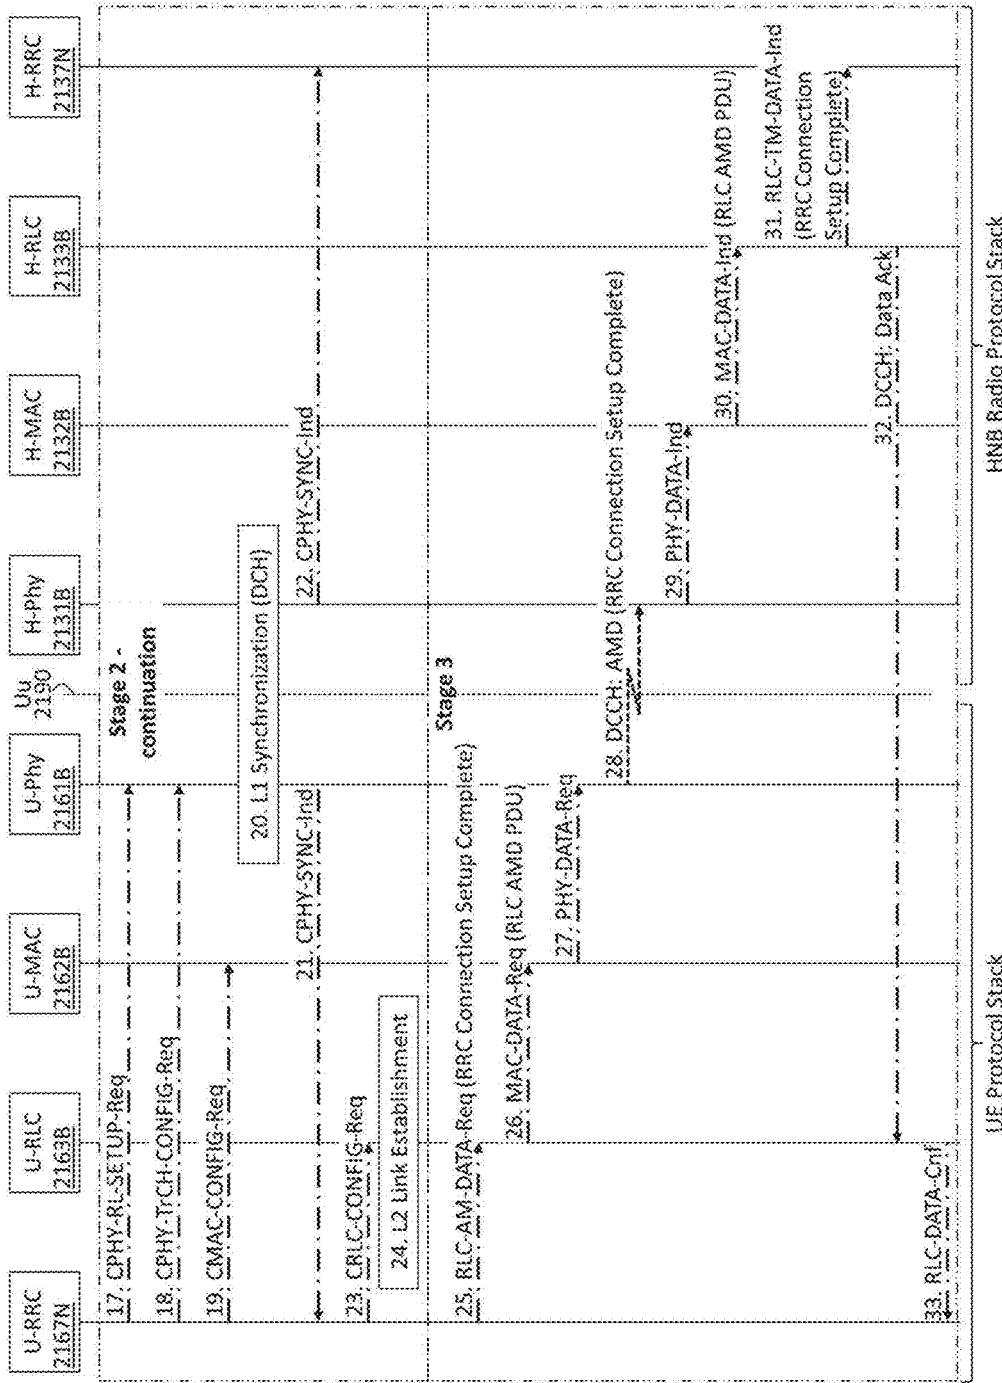 U-RRC
2167N
U-RLC
2163B
U-MAC
2162B
U-Phy
2161B
Uu
2190
H-Phy
2131B
H-MAC
2132B
H-RLC
2133B
H-RRC
2137N
Stage 2 -
continuation
17. CPHY-RL-SETUP-Req
18. CPHY-TrCH-CONFIG-Req
19. CMAC-CONFIG-Req
20. L1 Synchronization (DCH)
21. CPHY-SYNC-Ind
22. CPHY-SYNC-Ind
23. CRLC-CONFIG-Req
24. L2 Link Establishment
Stage 3
25. RLC-AM-DATA-Req (RRC Connection Setup Complete)
26. MAC-DATA-Req (RLC AMD PDU)
27. PHY-DATA-Req
28. DCCH: AMD (RRC Connection Setup Complete)
29. PHY-DATA-Ind
30. MAC-DATA-Ind (RLC AMD PDU)
31. RLC-TM-DATA-Ind
(RRC Connection
Setup Complete)
32. DCCH: Data Ack
33. RLC-DATA-Cnf
UE Protocol Stack
HNB Radio Protocol Stack